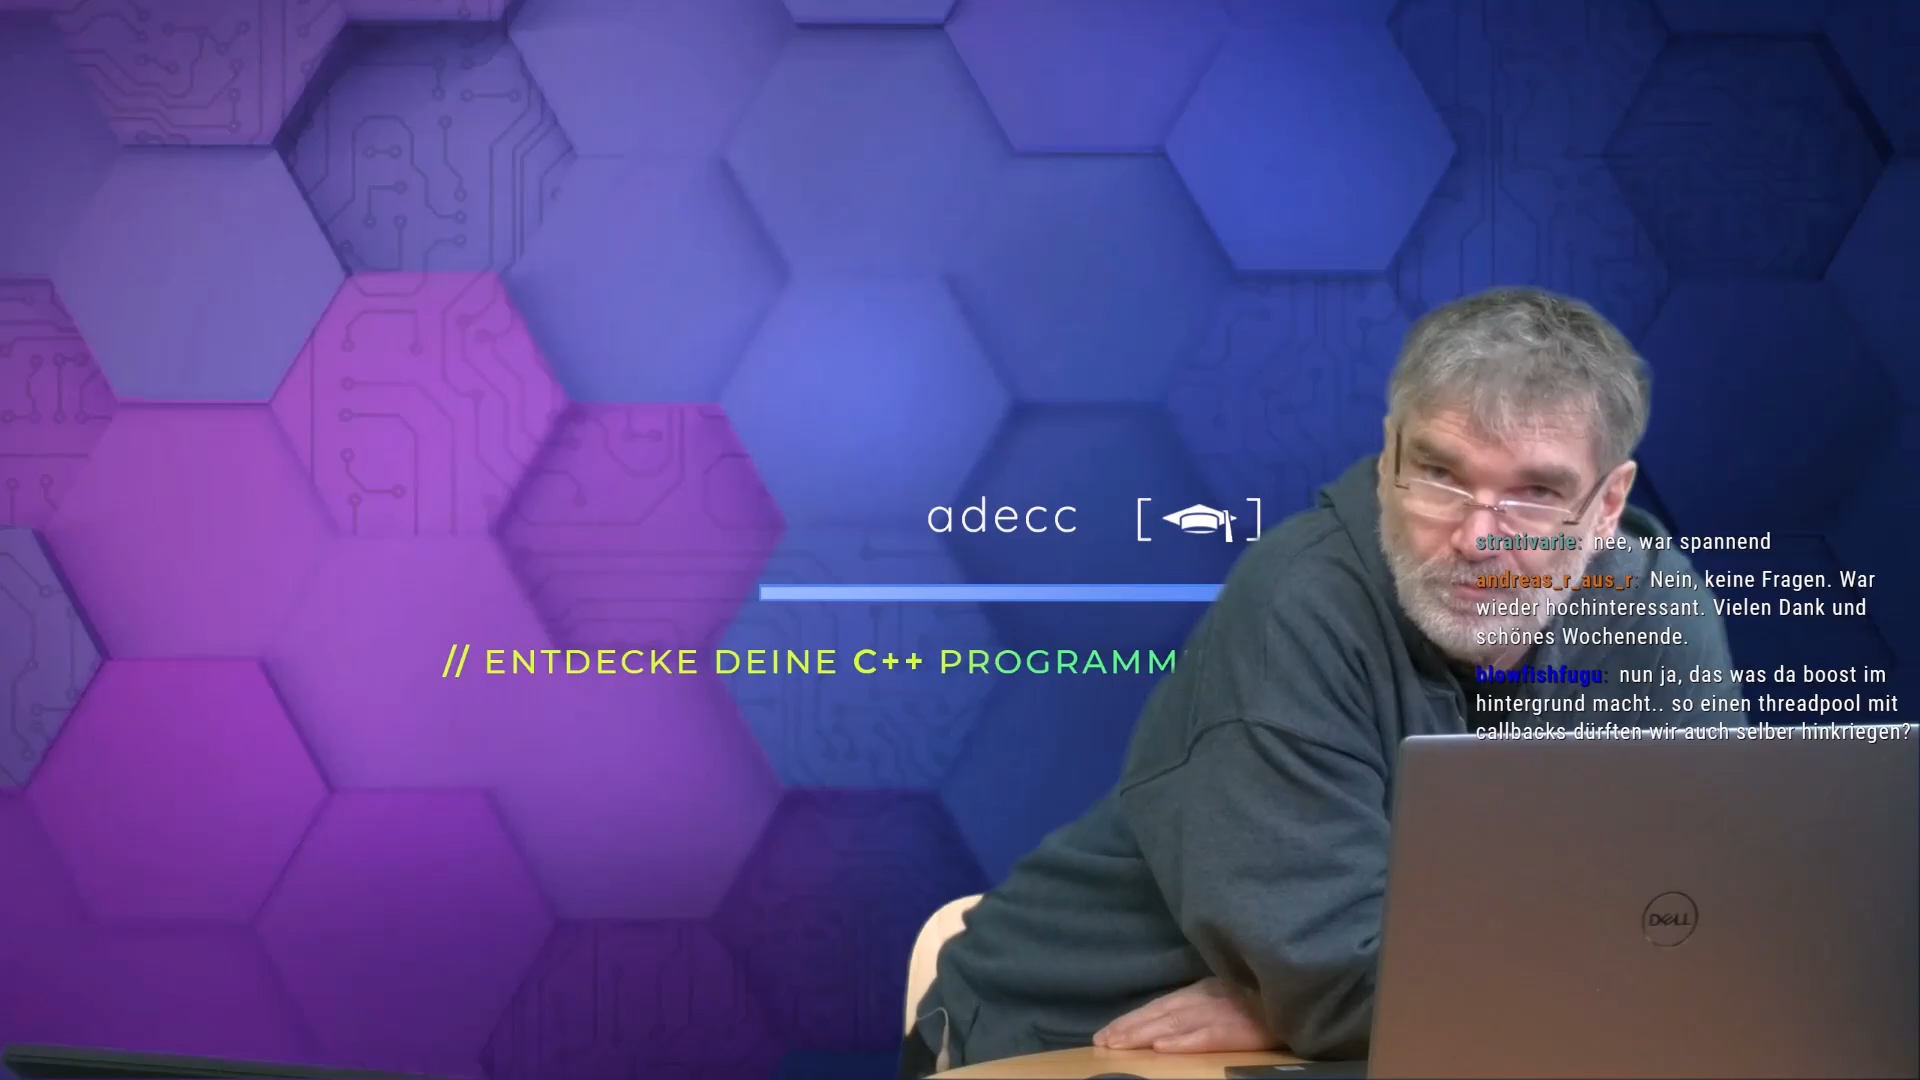 adecc [ ]
// ENTDECKE DEINE C++ PROGRAMM
strativarie: nee, war spannend
andreas_r_aus_r: Nein, keine Fragen. War
wieder hochinteressant. Vielen Dank und
schönes Wochenende.
blowfishfugu: nun ja, das was da boost im
hintergrund macht.. so einen threadpool mit
callbacks dürften wir auch selber hinkriegen?
DELL